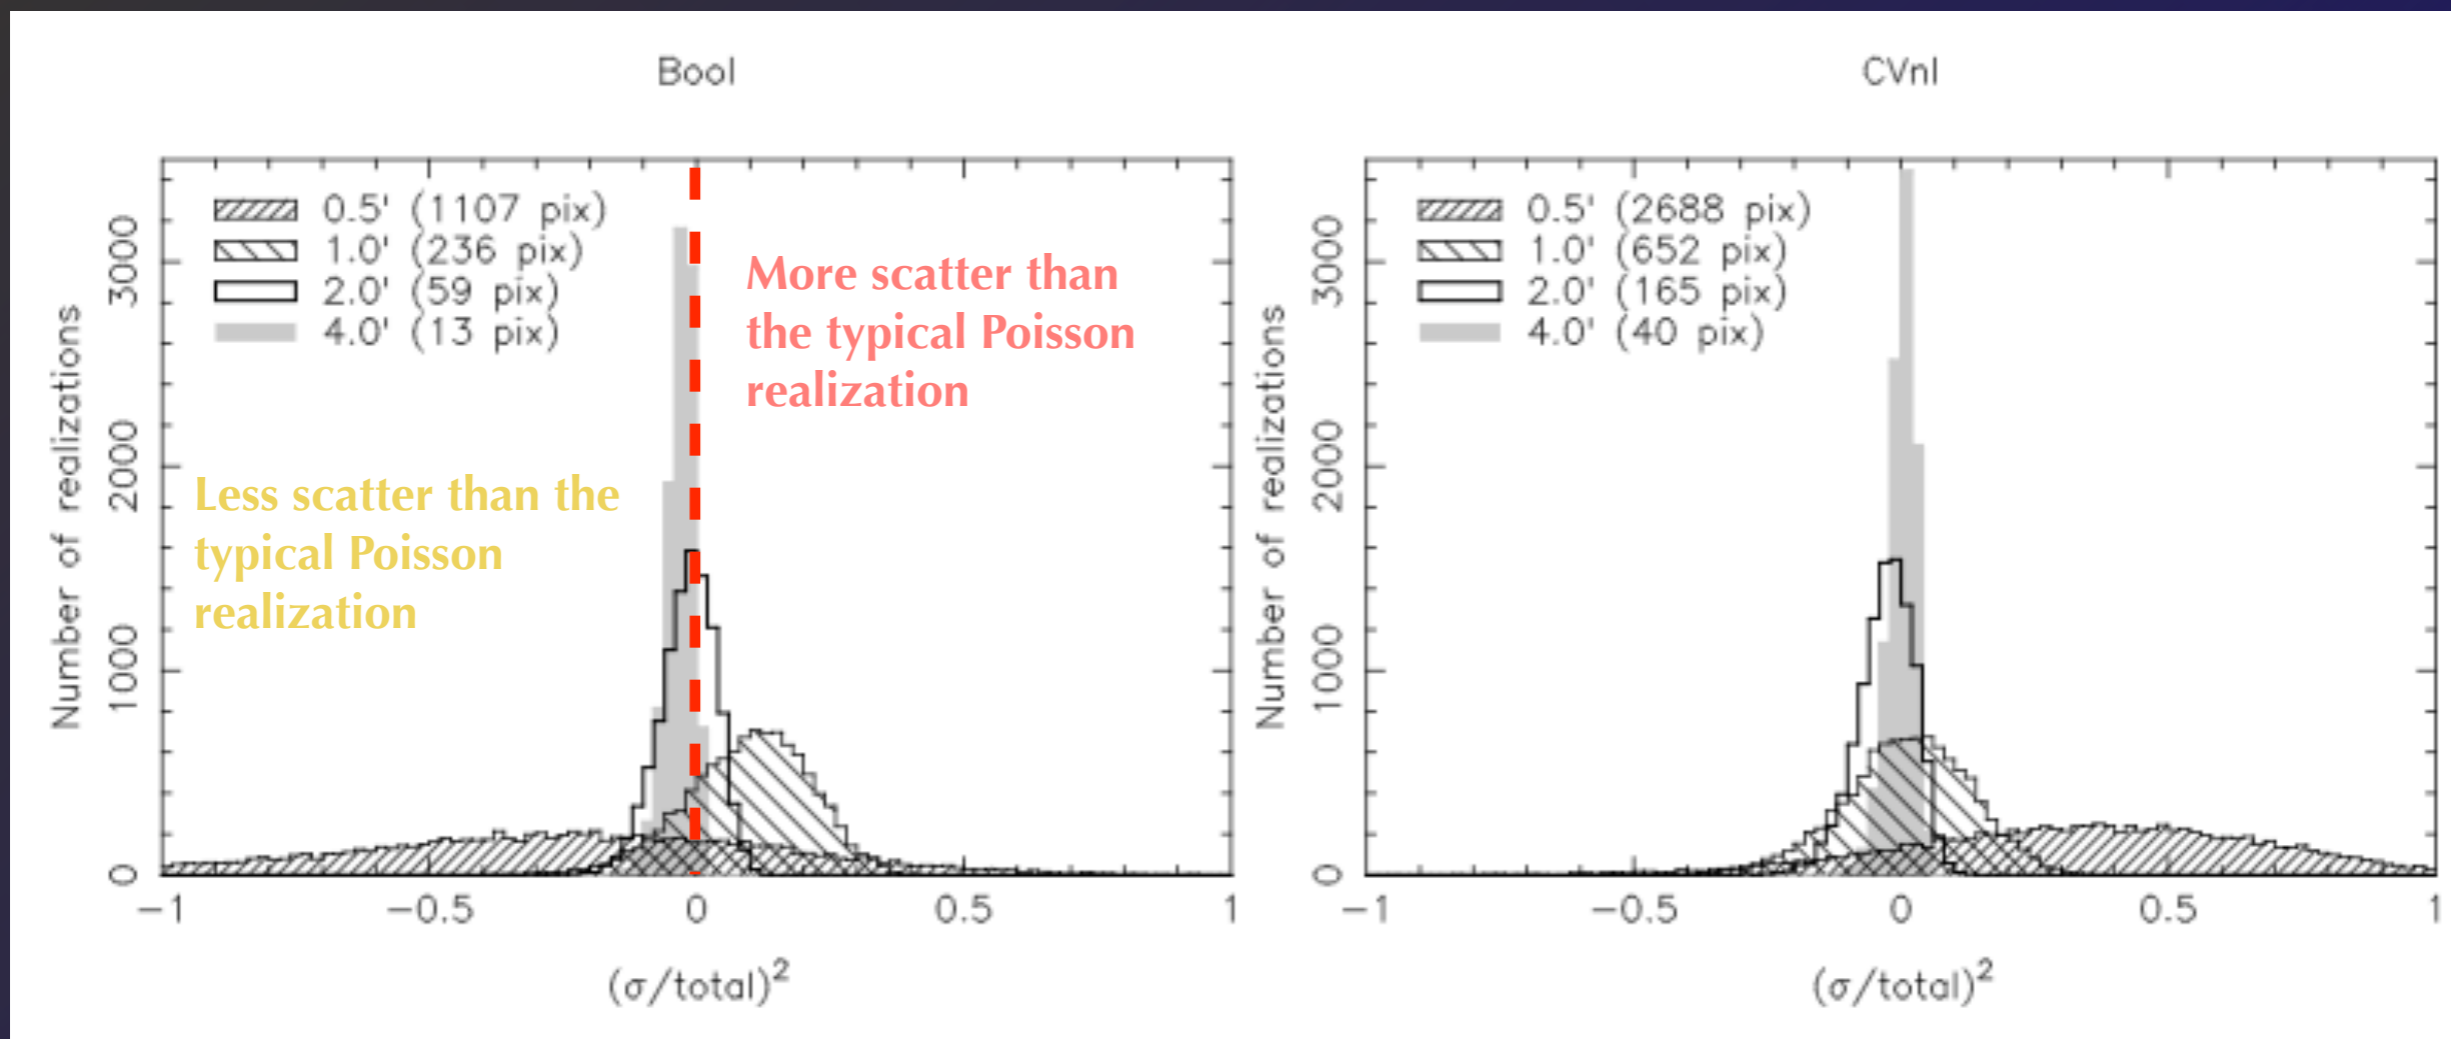 BooI
0.5' (1107 pix)
1.0' (236 pix)
2.0' (59 pix)
4.0' (13 pix)
More scatter than
the typical Poisson
realization
Less scatter than the
typical Poisson
realization
Number of realizations
3000
2000
1000
0
−1
−0.5
0
0.5
1
(σ/total)²
CVnI
0.5' (2688 pix)
1.0' (652 pix)
2.0' (165 pix)
4.0' (40 pix)
Number of realizations
3000
2000
1000
0
−1
−0.5
0
0.5
1
(σ/total)²